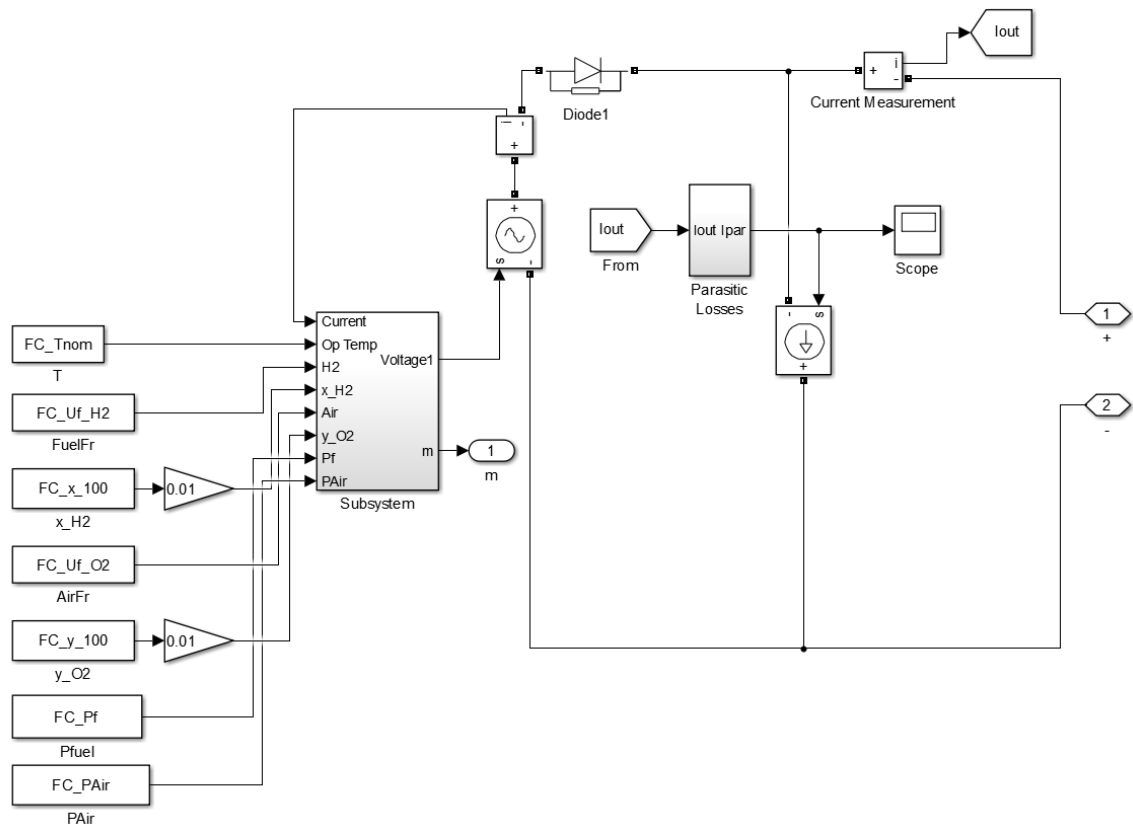 Iout
i
+
-
Current Measurement
Diode1
i
-
+
+
s
-
Iout
From
Iout Ipar
Parasitic
Losses
Scope
-
s
+
1
+
2
-
FC_Tnom
T
FC_Uf_H2
FuelFr
FC_x_100
x_H2
0.01
FC_Uf_O2
AirFr
FC_y_100
y_O2
0.01
FC_Pf
Pfuel
FC_PAir
PAir
Current
Op Temp
H2
x_H2
Air
y_O2
Pf
PAir
Voltage1
m
Subsystem
1
m